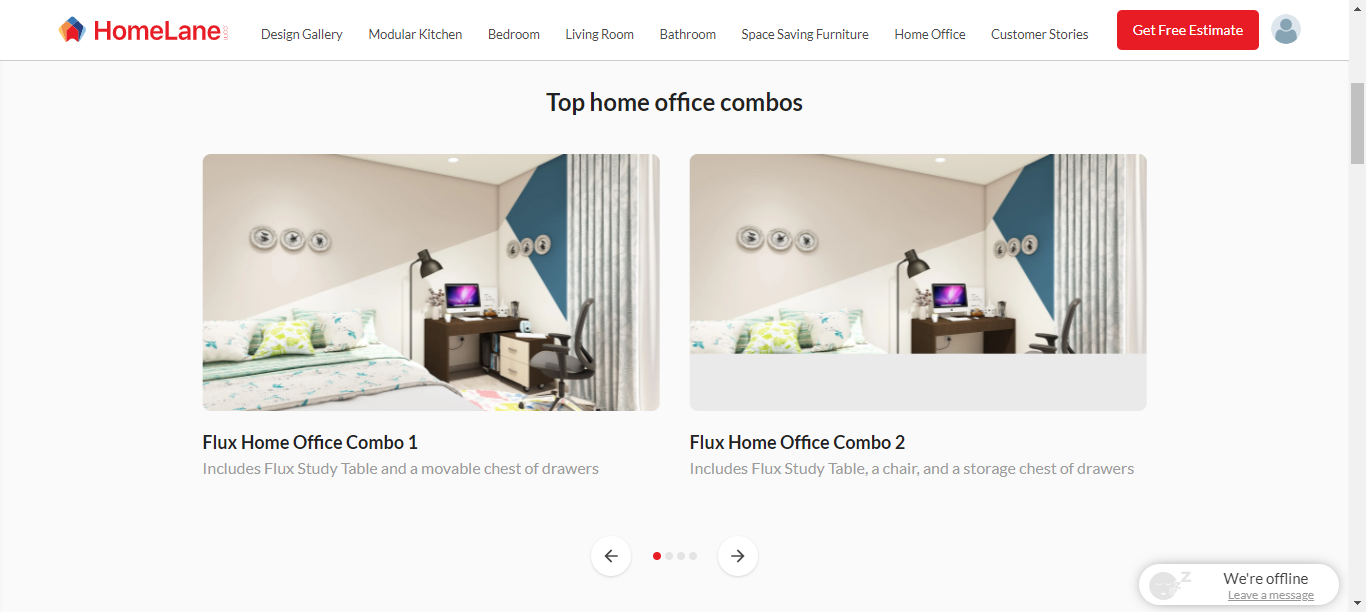 HomeLane
Design Gallery
Modular Kitchen
Bedroom
Living Room
Bathroom
Space Saving Furniture
Home Office
Customer Stories
Get Free Estimate
Top home office combos
Flux Home Office Combo 1
Includes Flux Study Table and a movable chest of drawers
Flux Home Office Combo 2
Includes Flux Study Table, a chair, and a storage chest of drawers
We're offline
Leave a message